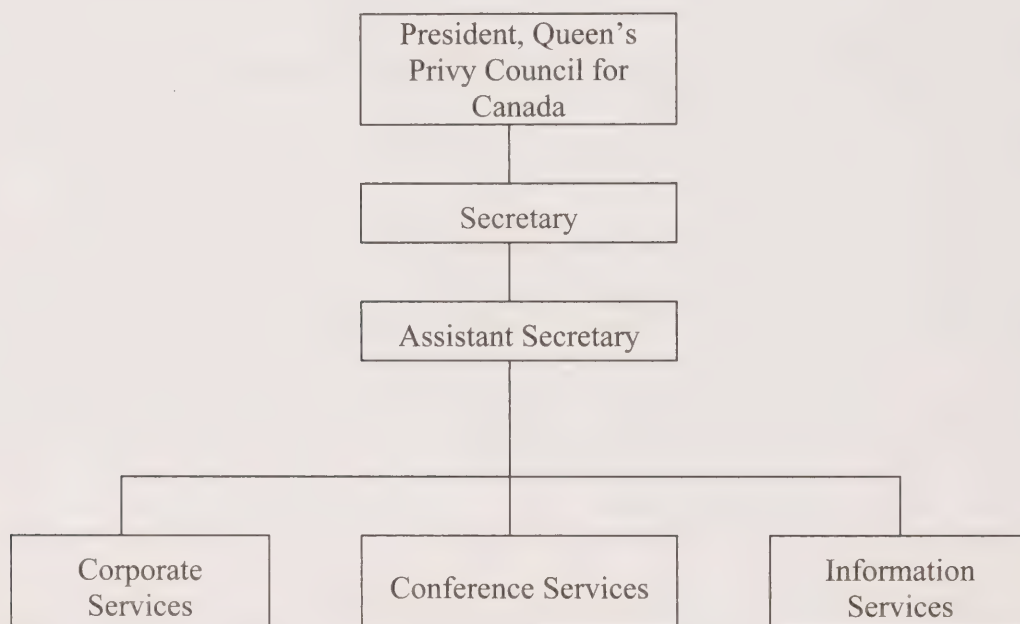 President, Queen's
Privy Council for
Canada
Secretary
Assistant Secretary
Corporate
Services
Conference Services
Information
Services